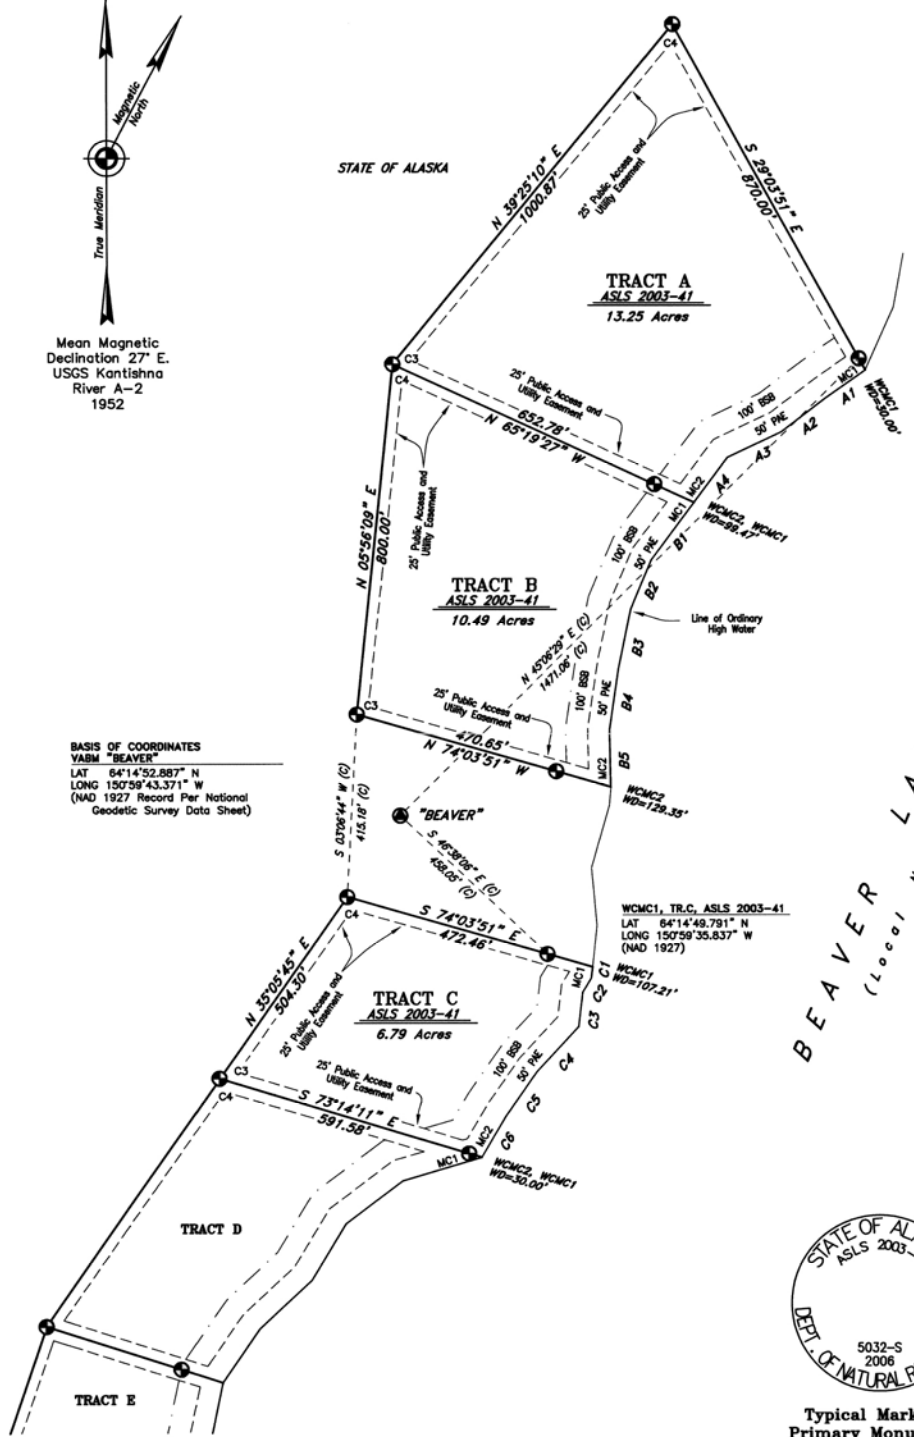 Magnetic
North
True Meridian
Mean Magnetic
Declination 27° E.
USGS Kantishna
River A-2
1952
STATE OF ALASKA
C4
N 39°25'10" E
1000.87'
25' Public Access and
Utility Easement
S 29°03'51" E
870.00'
TRACT A
ASLS 2003-41
13.25 Acres
C3
MC1
WCMC1
WD=30.00'
100' BSB
50' PAE
A1
A2
A3
A4
25' Public Access and
Utility Easement
652.78'
N 65°19'27" W
MC2
C4
MC1
WCMC2, WCMC1
WD=99.47'
N 05°56'09" E
800.00'
25' Public Access and
Utility Easement
TRACT B
ASLS 2003-41
10.49 Acres
100' BSB
50' PAE
B1
B2
B3
B4
B5
Line of Ordinary
High Water
N 45°06'29" E (C)
1471.06' (C)
100' BSB
50' PAE
C3
25' Public Access and
Utility Easement
470.65'
N 74°03'51" W
MC2
WCMC2
WD=129.35'
BASIS OF COORDINATES
VABM "BEAVER"
LAT 64°14'52.887" N
LONG 150°59'43.371" W
(NAD 1927 Record Per National
Geodetic Survey Data Sheet)
S 03°06'44" W (C)
415.18' (C)
"BEAVER"
S 46°38'06" E (C)
458.05' (C)
WCMC1, TR.C, ASLS 2003-41
LAT 64°14'49.791" N
LONG 150°59'35.837" W
(NAD 1927)
BEAVER
(Local
C4
S 74°03'51" E
472.46'
MC1
WCMC1
WD=107.21'
N 35°05'45" E
504.30'
25' Public Access and
Utility Easement
TRACT C
ASLS 2003-41
6.79 Acres
100' BSB
50' PAE
C1
C2
C3
C4
C5
C6
C3
25' Public Access and
Utility Easement
S 73°14'11" E
591.58'
MC2
C4
MC1
WCMC2, WCMC1
WD=30.00'
TRACT D
TRACT E
STATE OF AL
ASLS 2003-
5032-S
2006
DEPT. OF NATURAL R
Typical Mark
Primary Monu